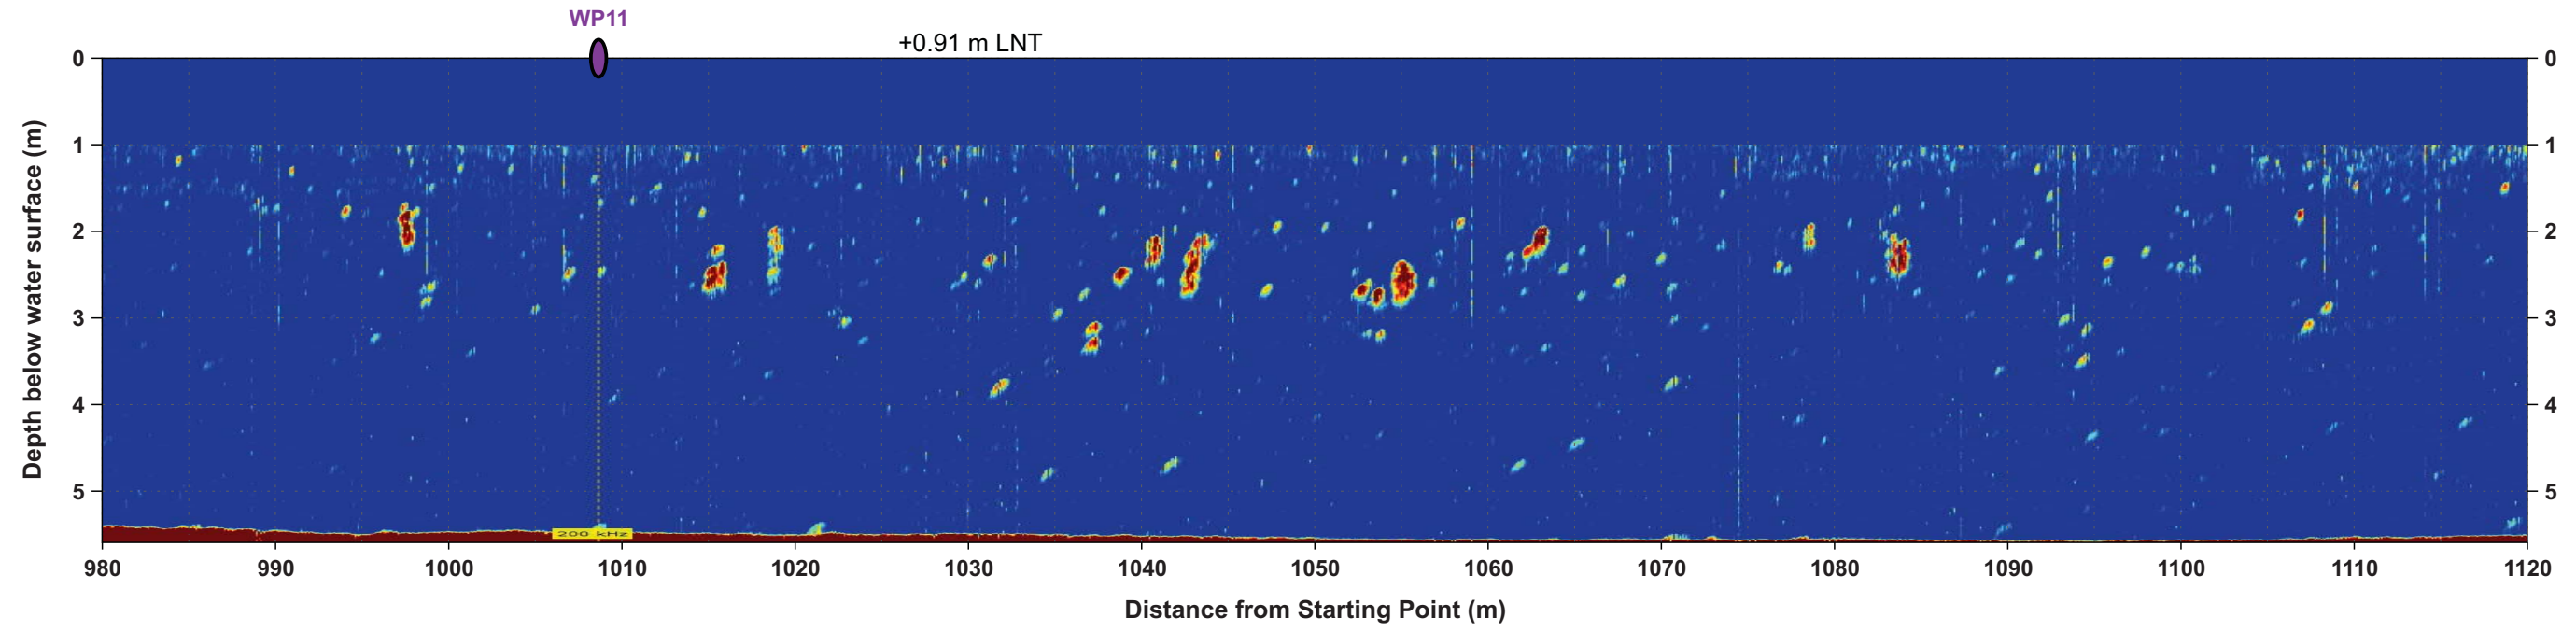 WP11
+0.91 m LNT
0
1
2
3
4
5
Depth below water surface (m)
0
1
2
3
4
5
200 kHz
980 990 1000 1010 1020 1030 1040 1050 1060 1070 1080 1090 1100 1110 1120
Distance from Starting Point (m)